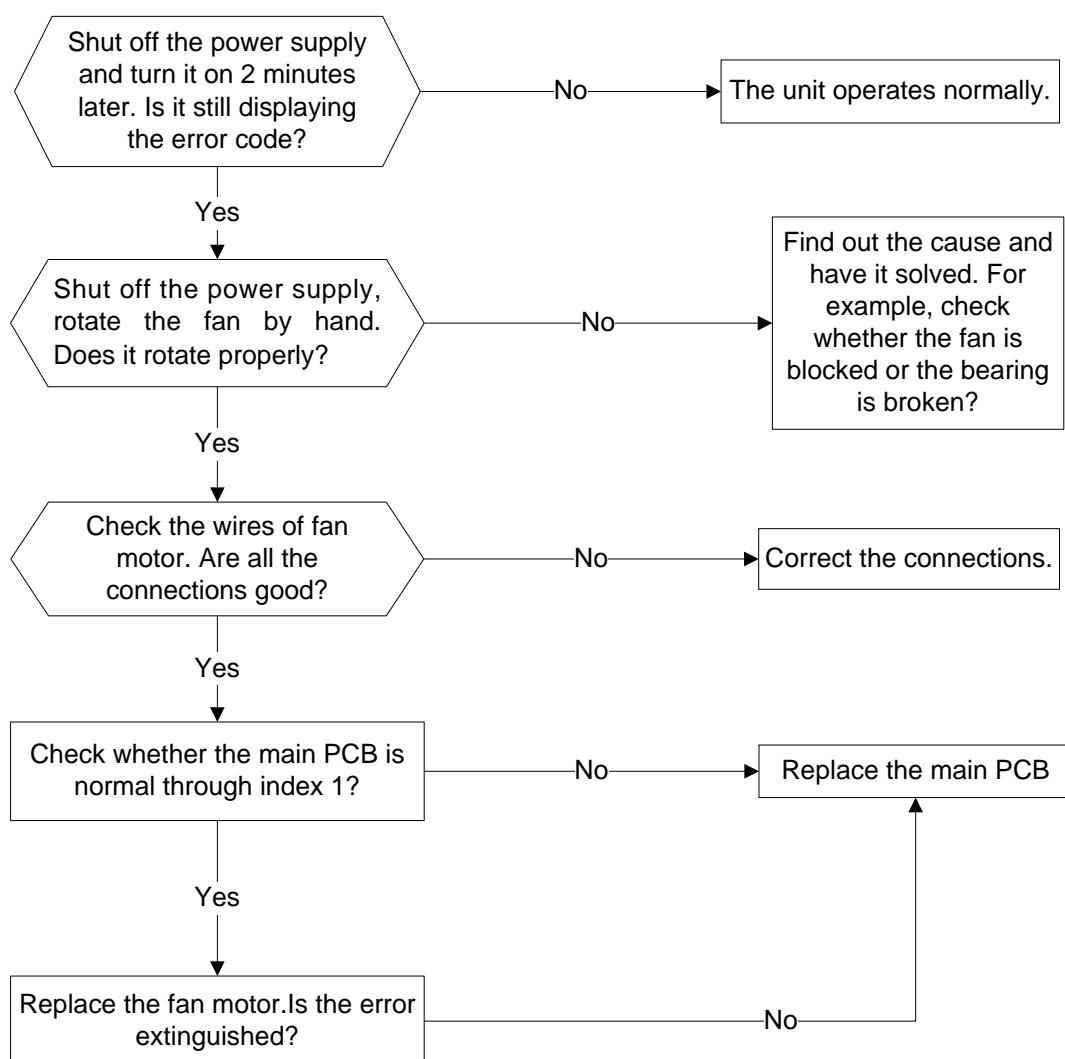 Shut off the power supply
and turn it on 2 minutes
later. Is it still displaying
the error code?
No
The unit operates normally.
Yes
Shut off the power supply,
rotate the fan by hand.
Does it rotate properly?
No
Find out the cause and
have it solved. For
example, check
whether the fan is
blocked or the bearing
is broken?
Yes
Check the wires of fan
motor. Are all the
connections good?
No
Correct the connections.
Yes
Check whether the main PCB is
normal through index 1?
No
Replace the main PCB
Yes
Replace the fan motor.Is the error
extinguished?
No